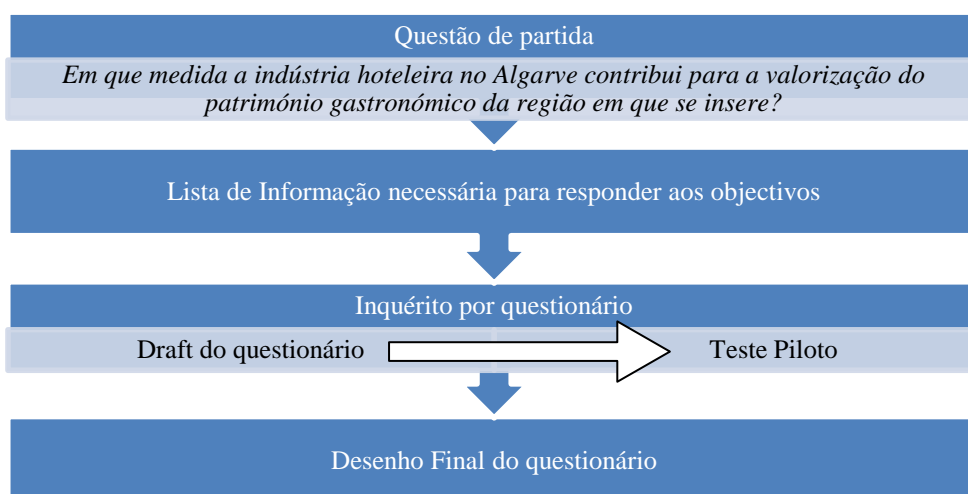 Questão de partida
Em que medida a indústria hoteleira no Algarve contribui para a valorização do
património gastronómico da região em que se insere?
Lista de Informação necessária para responder aos objectivos
Inquérito por questionário
Draft do questionário
Teste Piloto
Desenho Final do questionário